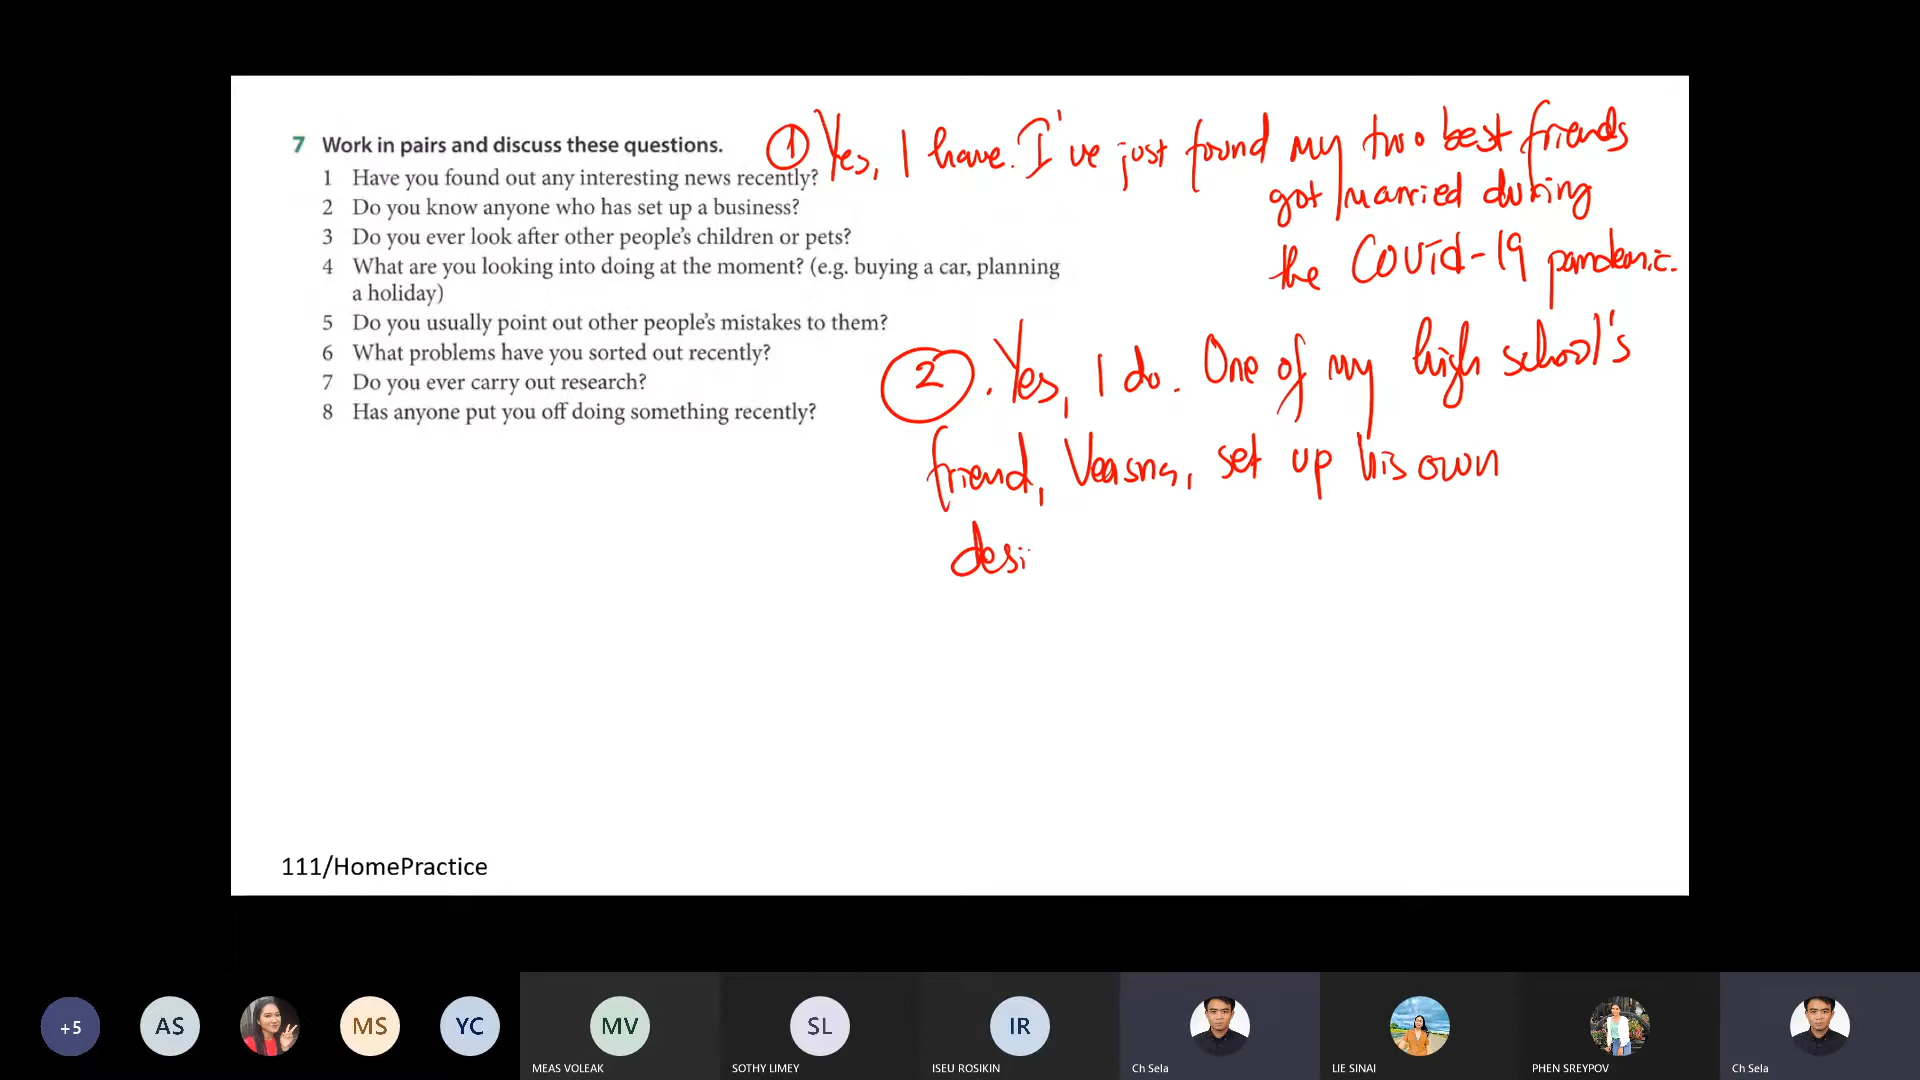 7 Work in pairs and discuss these questions.
1 Have you found out any interesting news recently?
2 Do you know anyone who has set up a business?
3 Do you ever look after other people's children or pets?
4 What are you looking into doing at the moment? (e.g. buying a car, planning
a holiday)
5 Do you usually point out other people's mistakes to them?
6 What problems have you sorted out recently?
7 Do you ever carry out research?
8 Has anyone put you off doing something recently?
① Yes, I have. I've just found my two best friends
got married during
the Covid-19 pandemic.
② . Yes, I do. One of my high school's
friend, Veasna, set up his own
desi
111/HomePractice
+5
AS
MS
YC
MV
SL
IR
MEAS VOLEAK
SOTHY LIMEY
ISEU ROSIKIN
Ch Sela
LIE SINAI
PHEN SREYPOV
Ch Sela